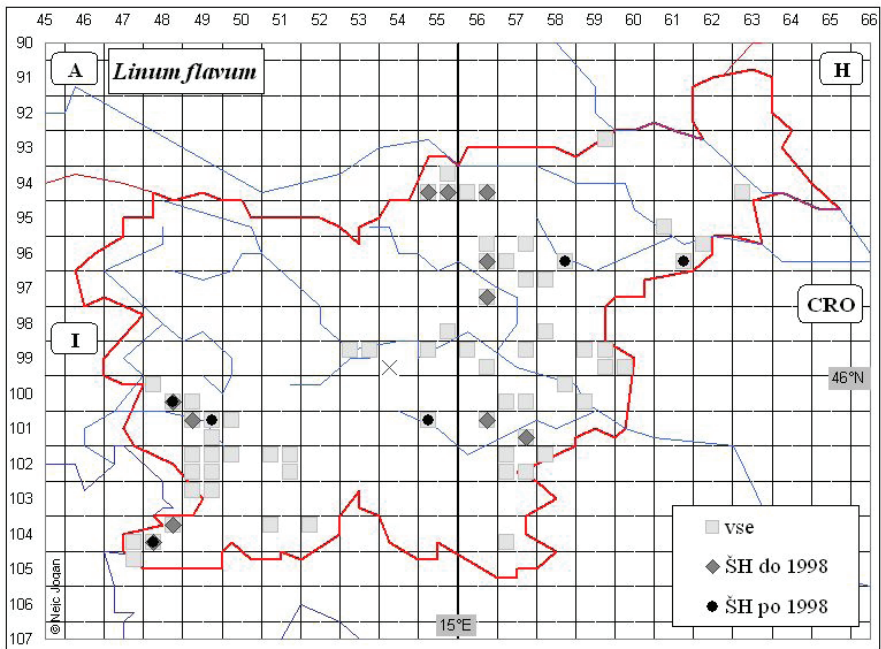 45 46 47 48 49 50 51 52 53 54 55 56 57 58 59 60 61 62 63 64 65 66
90
A Linum flavum H
91
92
93
94
95
96
97
CRO
98
I
99
46°N
100
101
102
103
vse
104
ŠH do 1998
105
ŠH po 1998
106
15°E
107
© Nejc Jogan